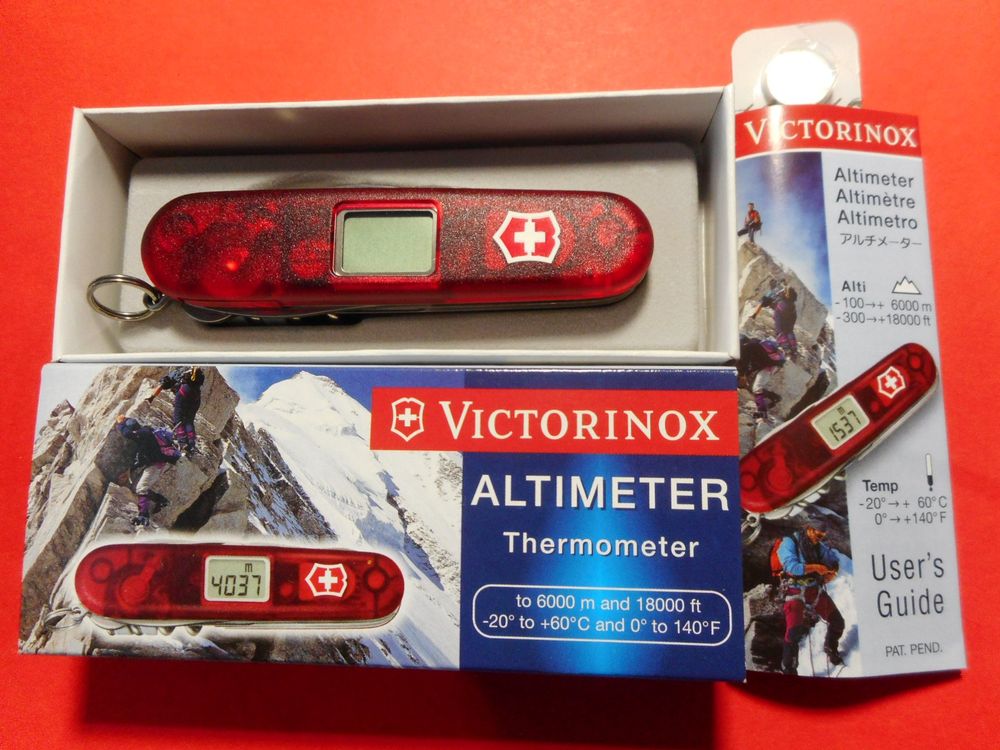 VICTORINOX
ALTIMETER
Thermometer
to 6000 m and 18000 ft
-20° to +60°C and 0° to 140°F
m
4037
VICTORINOX
Altimeter
Altimètre
Altimetro
アルチメーター
Alti
-100→+ 6000 m
-300→+18000 ft
m
1537
Temp
-20°→+ 60°C
0°→+140°F
User's
Guide
PAT. PEND.